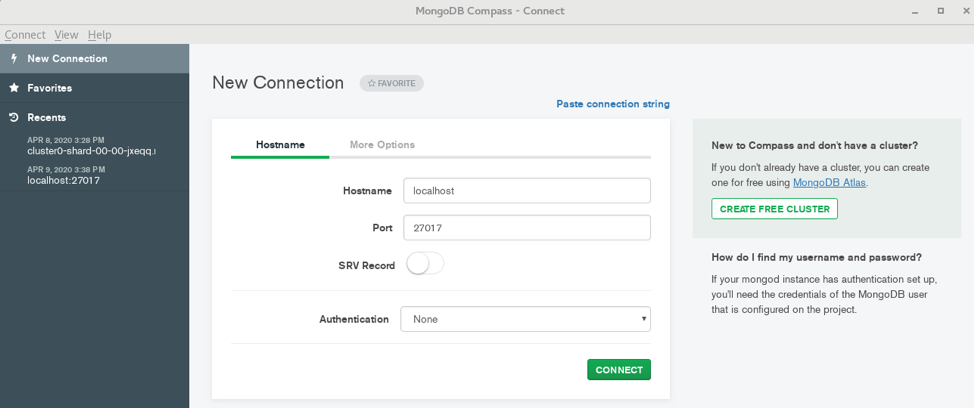 MongoDB Compass - Connect
Connect View Help
New Connection
Favorites
Recents
APR 8, 2020 3:28 PM
cluster0-shard-00-00-jxeqq.
APR 9, 2020 3:38 PM
localhost:27017
New Connection
FAVORITE
Paste connection string
Hostname
More Options
Hostname
localhost
Port
27017
SRV Record
Authentication
None
CONNECT
New to Compass and don't have a cluster?
If you don't already have a cluster, you can create
one for free using MongoDB Atlas.
CREATE FREE CLUSTER
How do I find my username and password?
If your mongod instance has authentication set up,
you'll need the credentials of the MongoDB user
that is configured on the project.